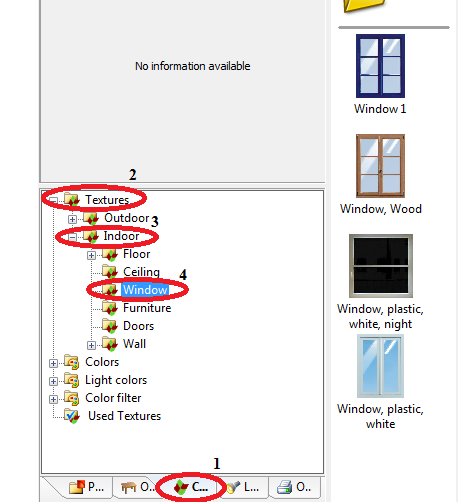 No information available
2
Textures
Outdoor
3
Indoor
Floor
Ceiling
4
Window
Furniture
Doors
Wall
Colors
Light colors
Color filter
Used Textures
1
P...
O...
C...
L...
O...
Window 1
Window, Wood
Window, plastic,
white, night
Window, plastic,
white